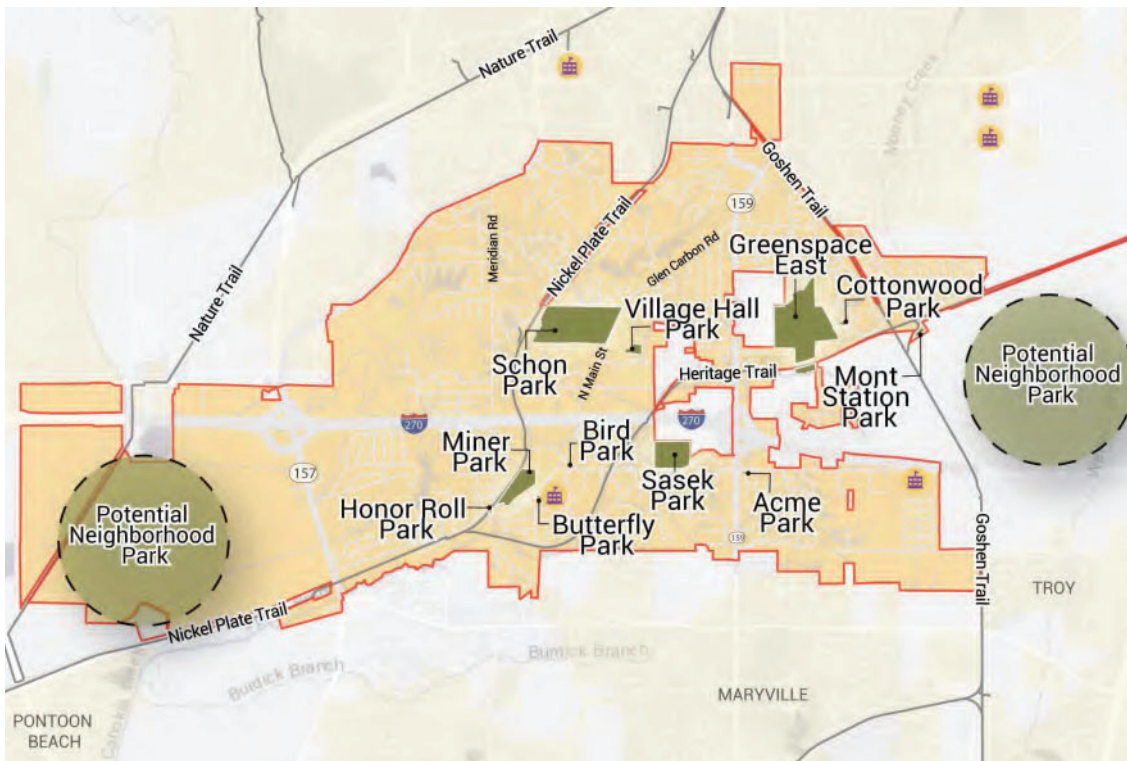 Nature Trail
Mooney Creek
Goshen Trail
159
Meridian Rd
Nickel Plate Trail
Glen Carbon Rd
Greenspace
East
Cottonwood
Park
Nature Trail
Village Hall
Park
Schon
Park
N Main St
Heritage Trail
Mont
Station
Park
Potential
Neighborhood
Park
270
270
Miner
Park
Bird
Park
157
Sasek
Park
Acme
Park
Honor Roll
Park
Butterfly
Park
Potential
Neighborhood
Park
159
Goshen Trail
TROY
Nickel Plate Trail
Burdick Branch
Burdick Branch
MARYVILLE
PONTOON
BEACH